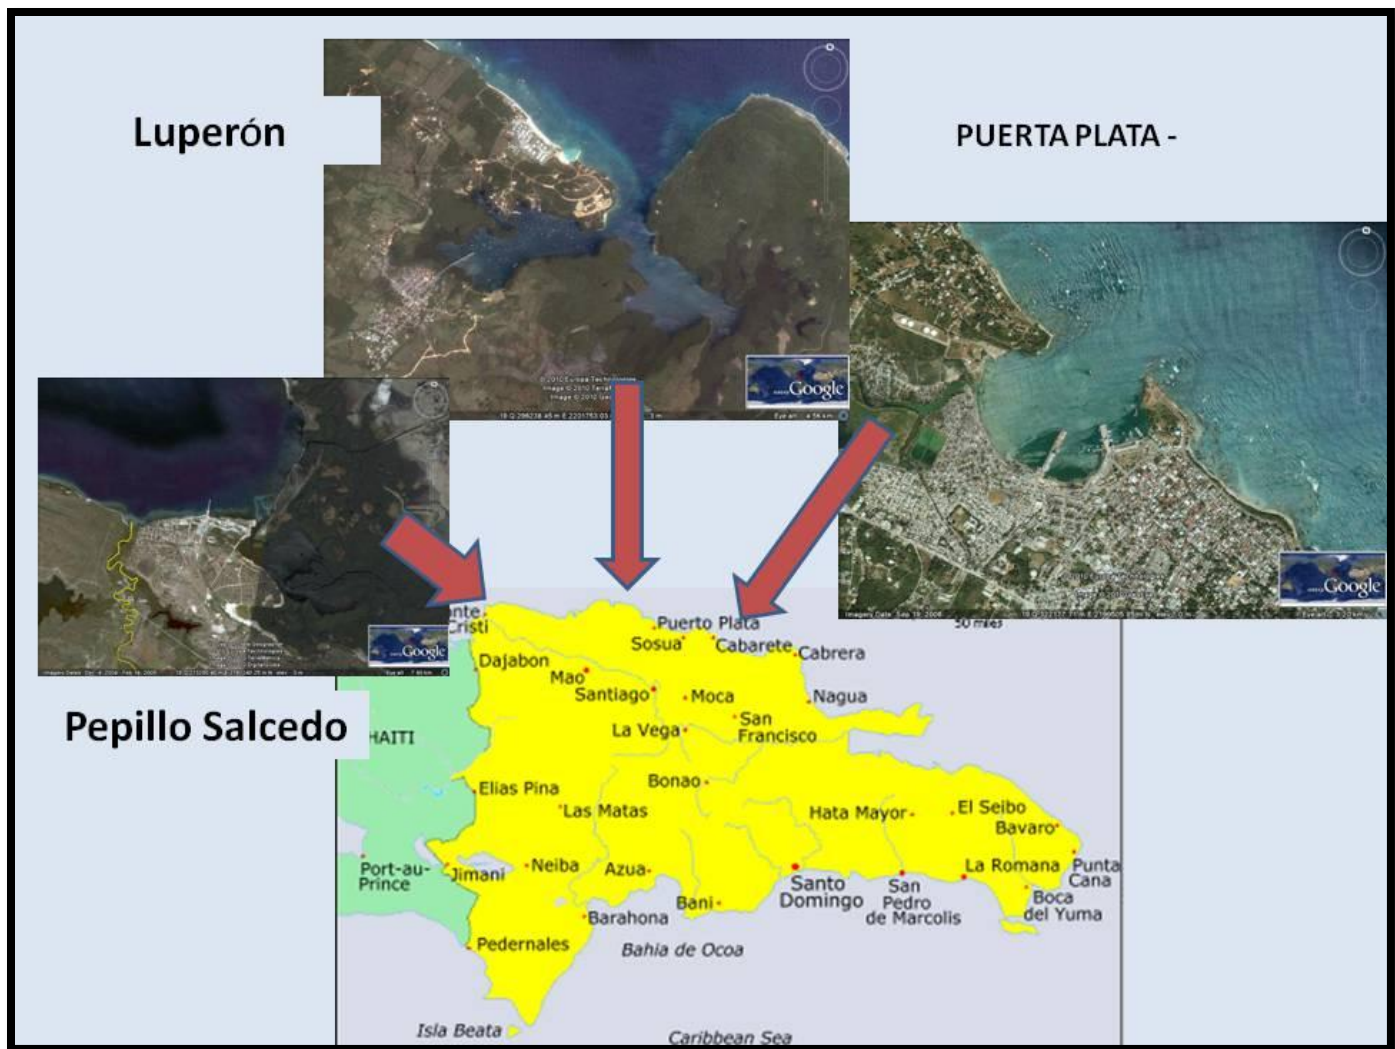 Luperón
PUERTA PLATA -
Google
Google
Google
Pepillo Salcedo
50 miles
Cristi
Puerto Plata
Sosua
Cabarete
Cabrera
Dajabon
Mao
Santiago
Moca
Nagua
San
Francisco
La Vega
HAITI
Elias Pina
Bonao
Las Matas
Hata Mayor
El Seibo
Bavaro
Port-au-
Prince
Jimani
Neiba
Azua
La Romana
Punta
Cana
Santo
Domingo
San
Pedro
de Marcolis
Boca
del Yuma
Bani
Barahona
Pedernales
Bahia de Ocoa
Isla Beata
Caribbean Sea